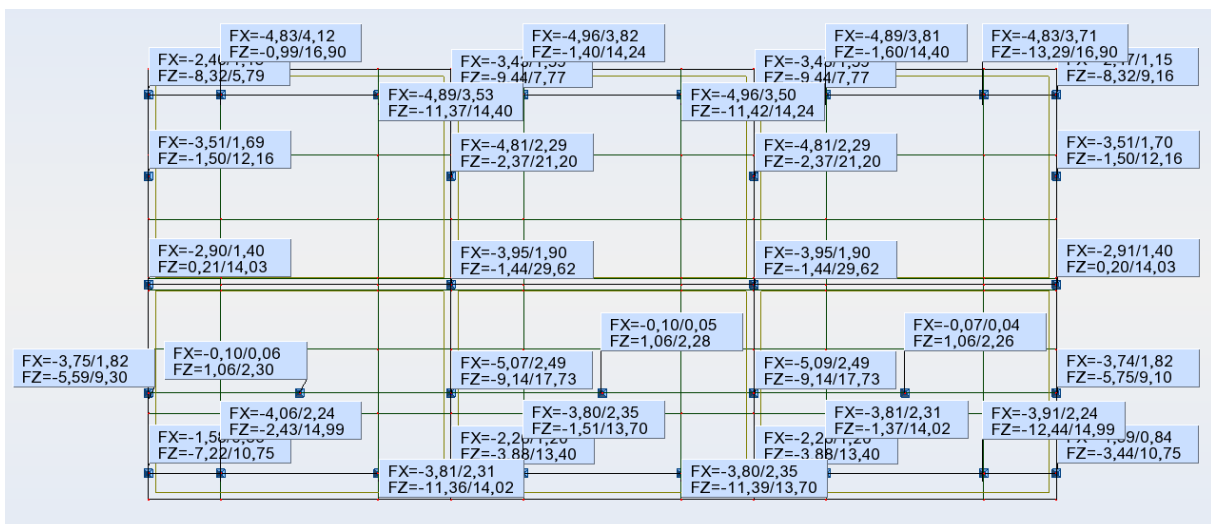 FX=-4,83/4,12
FZ=-0,99/16,90
FX=-4,96/3,82
FZ=-1,40/14,24
FX=-4,89/3,81
FZ=-1,60/14,40
FX=-4,83/3,71
FZ=-13,29/16,90
FZ=-8,32/5,79
FZ=-9,44/7,77
FZ=-9,44/7,77
FZ=-8,32/9,16
FX=-4,89/3,53
FZ=-11,37/14,40
FX=-4,96/3,50
FZ=-11,42/14,24
FX=-3,51/1,69
FZ=-1,50/12,16
FX=-4,81/2,29
FZ=-2,37/21,20
FX=-4,81/2,29
FZ=-2,37/21,20
FX=-3,51/1,70
FZ=-1,50/12,16
FX=-2,90/1,40
FZ=0,21/14,03
FX=-3,95/1,90
FZ=-1,44/29,62
FX=-3,95/1,90
FZ=-1,44/29,62
FX=-2,91/1,40
FZ=0,20/14,03
FX=-0,10/0,05
FZ=1,06/2,28
FX=-0,07/0,04
FZ=1,06/2,26
FX=-3,75/1,82
FZ=-5,59/9,30
FX=-0,10/0,06
FZ=1,06/2,30
FX=-5,07/2,49
FZ=-9,14/17,73
FX=-5,09/2,49
FZ=-9,14/17,73
FX=-3,74/1,82
FZ=-5,75/9,10
FX=-4,06/2,24
FZ=-2,43/14,99
FX=-3,80/2,35
FZ=-1,51/13,70
FX=-3,81/2,31
FZ=-1,37/14,02
FX=-3,91/2,24
FZ=-12,44/14,99
FZ=-7,22/10,75
FZ=-3,88/13,40
FZ=-3,88/13,40
FZ=-3,44/10,75
FX=-3,81/2,31
FZ=-11,36/14,02
FX=-3,80/2,35
FZ=-11,39/13,70